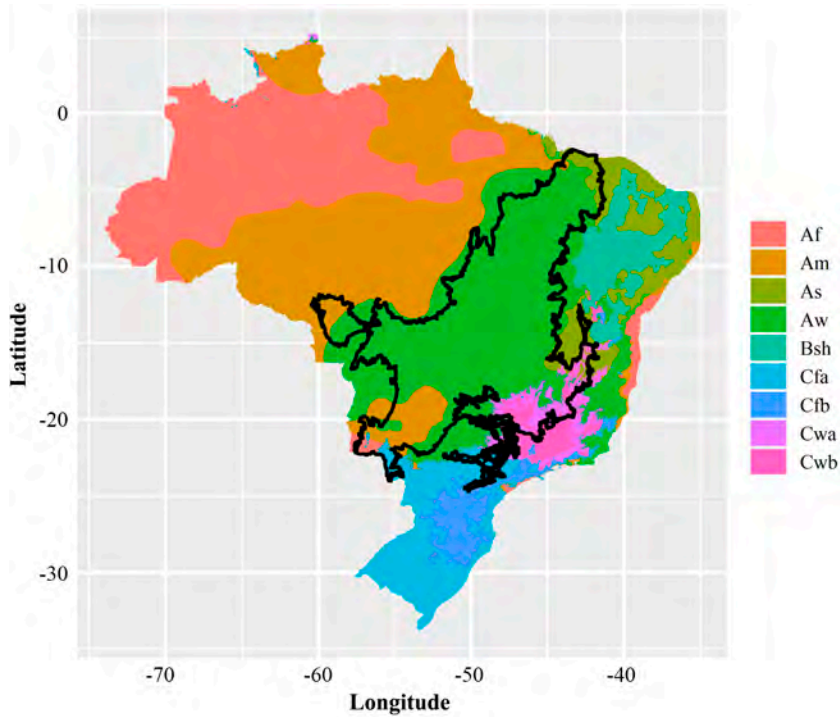 0
-10
-20
-30
Latitude
-70
-60
-50
-40
Longitude
Af
Am
As
Aw
Bsh
Cfa
Cfb
Cwa
Cwb